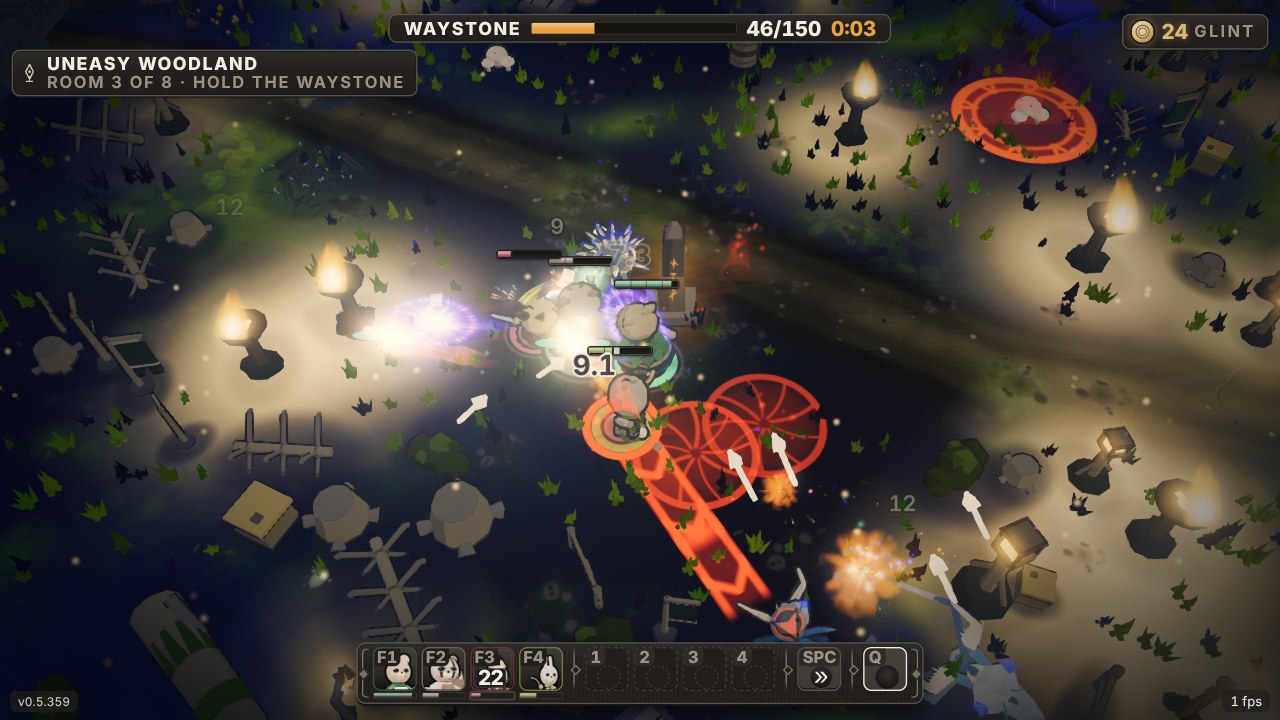 WAYSTONE 46/150 0:03
24 GLINT
UNEASY WOODLAND
ROOM 3 OF 8 · HOLD THE WAYSTONE
12
9
9.1
12
F1 F2 F3 F4 1 2 3 4 SPC Q
22
v0.5.359
1 fps